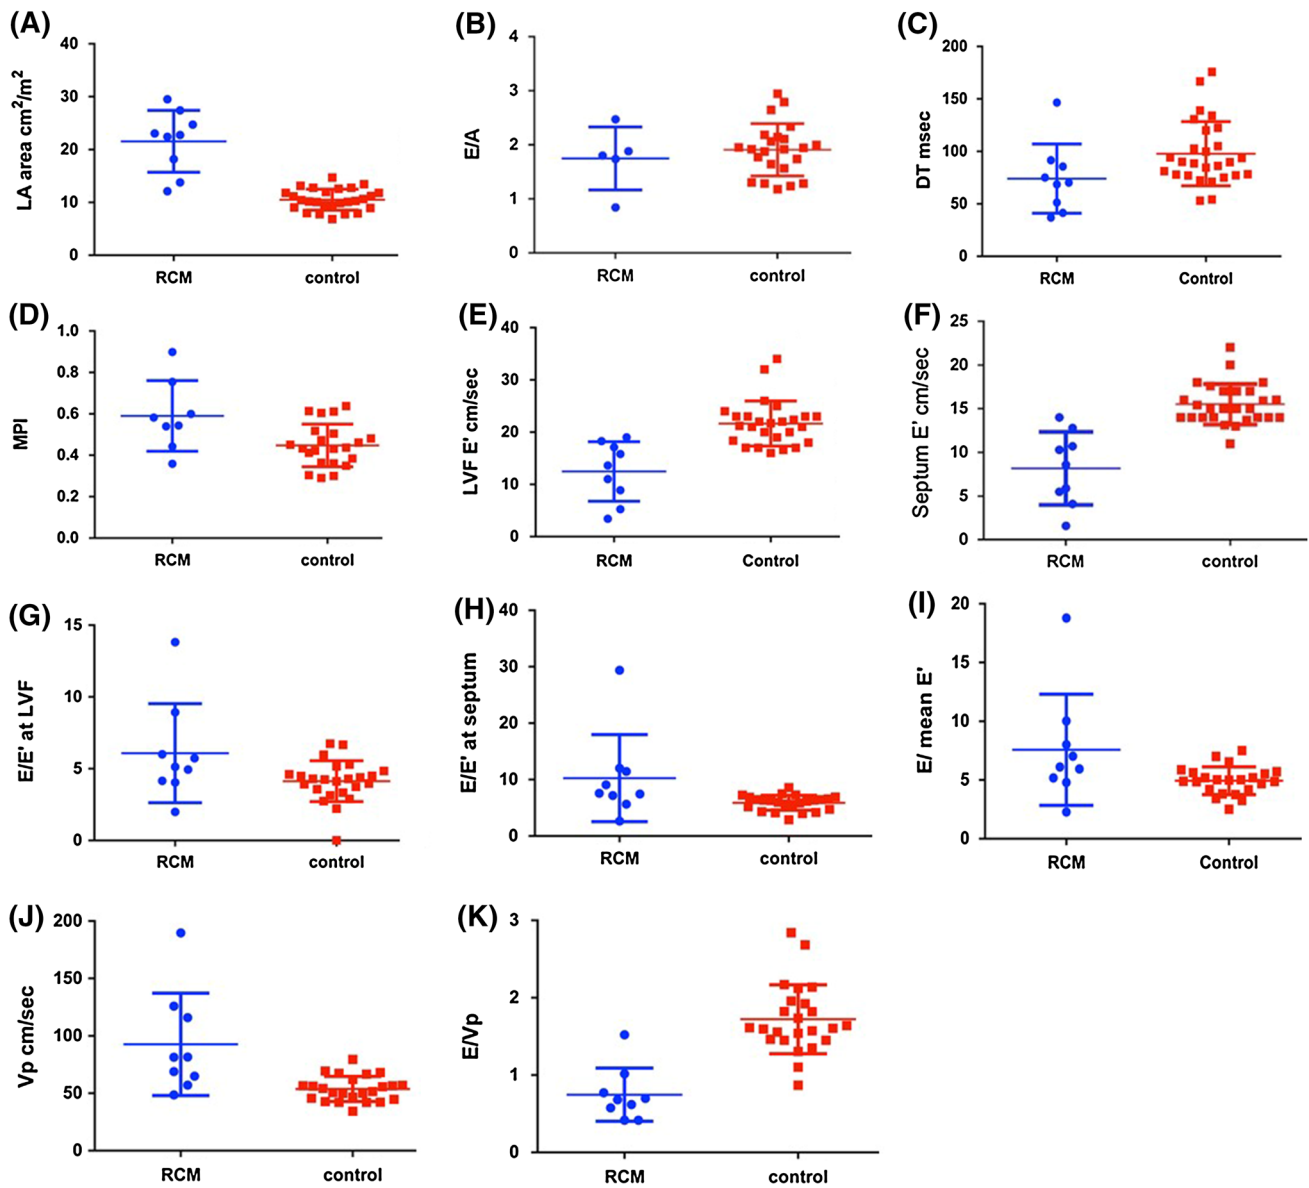 (A)
LA area cm²/m²
40
30
20
10
0
RCM control
(B)
E/A
4
3
2
1
0
RCM control
(C)
DT msec
200
150
100
50
0
RCM Control
(D)
MPI
1.0
0.8
0.6
0.4
0.2
0.0
RCM control
(E)
LVF E' cm/sec
40
30
20
10
0
RCM Control
(F)
Septum E' cm/sec
25
20
15
10
5
0
RCM control
(G)
E/E' at LVF
15
10
5
0
RCM control
(H)
E/E' at septum
40
30
20
10
0
RCM control
(I)
E/ mean E'
20
15
10
5
0
RCM Control
(J)
Vp cm/sec
200
150
100
50
0
RCM control
(K)
E/Vp
3
2
1
0
RCM control